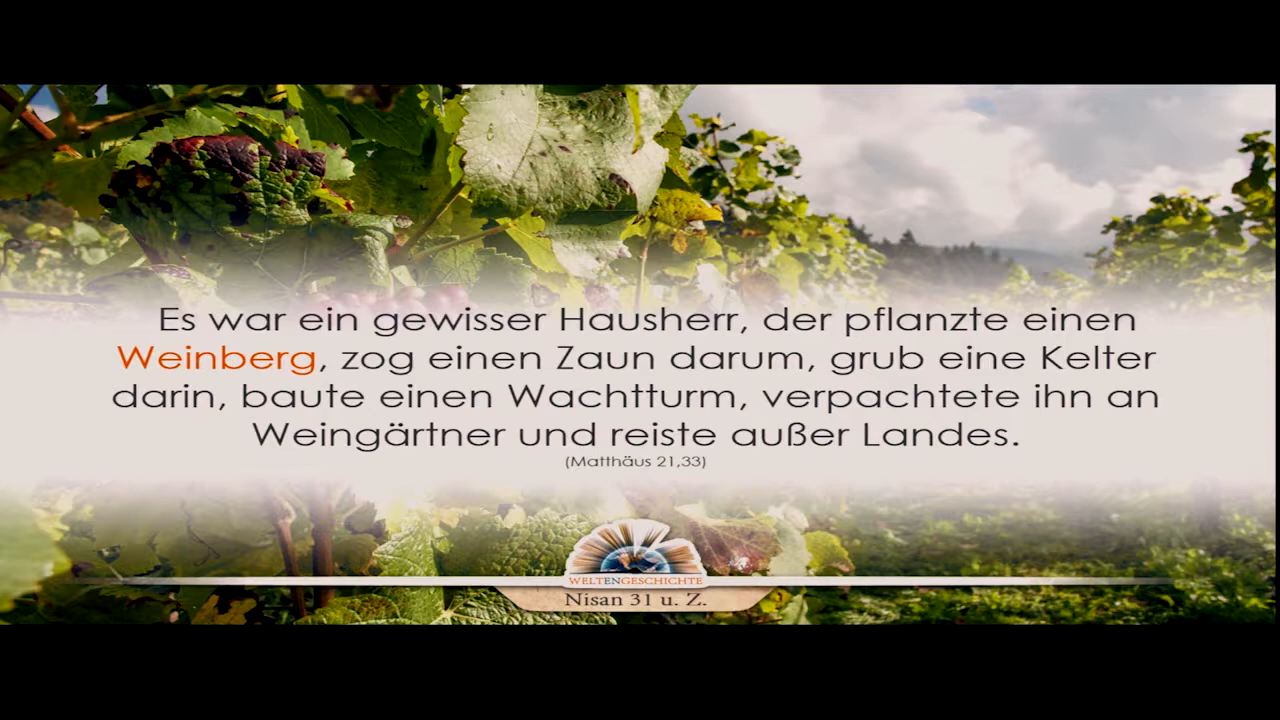 Es war ein gewisser Hausherr, der pflanzte einen
Weinberg, zog einen Zaun darum, grub eine Kelter
darin, baute einen Wachtturm, verpachtete ihn an
Weingärtner und reiste außer Landes.
(Matthäus 21,33)
WELTENGESCHICHTE
Nisan 31 u. Z.